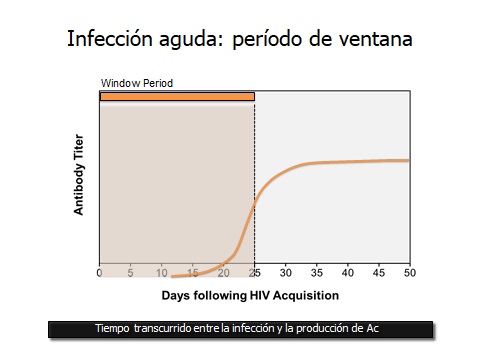 Infección aguda: período de ventana
Window Period
Antibody Titer
0 5 10 15 20 25 30 35 40 45 50
Days following HIV Acquisition
Tiempo transcurrido entre la infección y la producción de Ac